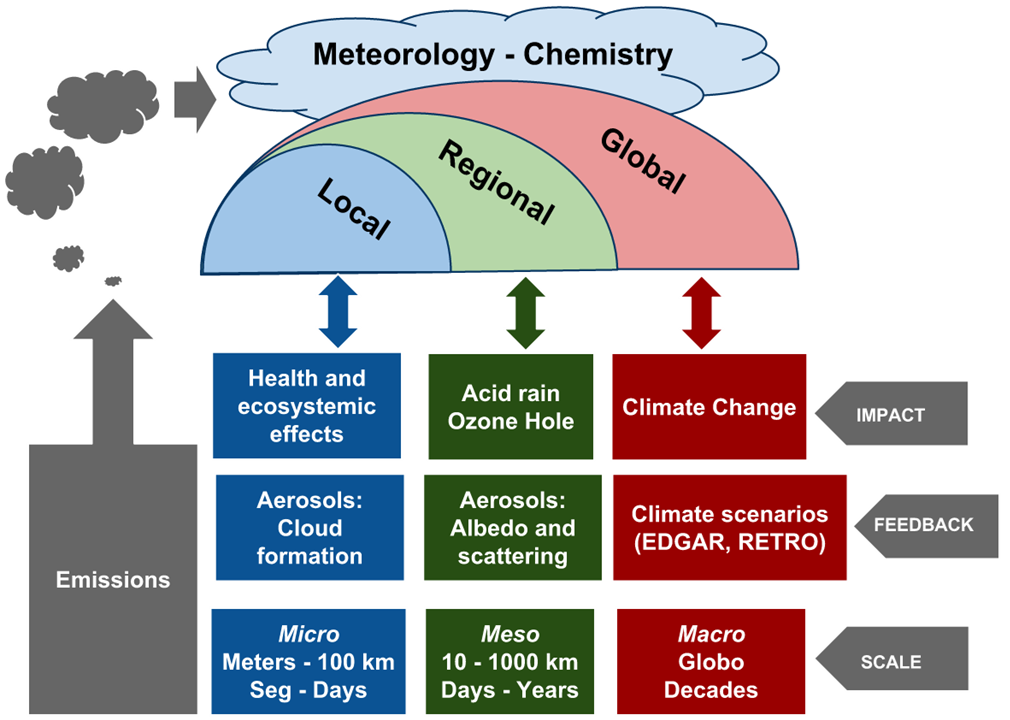 Meteorology - Chemistry
Local
Regional
Global
Health and
ecosystemic
effects
Acid rain
Ozone Hole
Climate Change
IMPACT
Aerosols:
Cloud
formation
Aerosols:
Albedo and
scattering
Climate scenarios
(EDGAR, RETRO)
FEEDBACK
Emissions
Micro
Meters - 100 km
Seg - Days
Meso
10 - 1000 km
Days - Years
Macro
Globo
Decades
SCALE